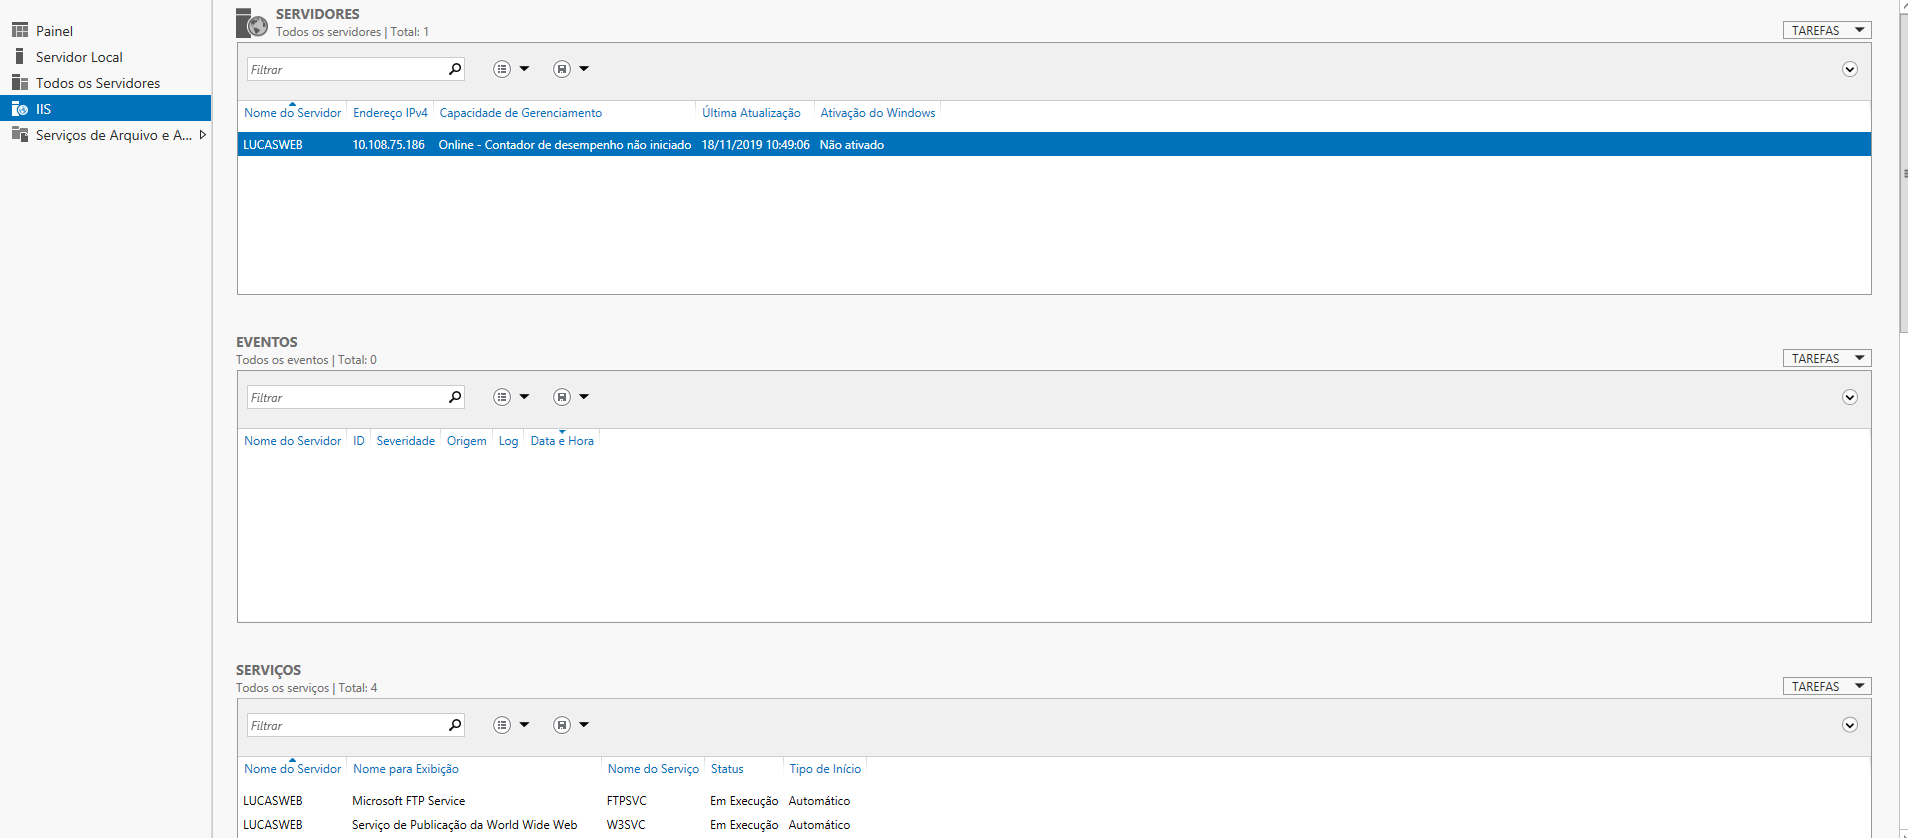 Painel
Servidor Local
Todos os Servidores
IIS
Serviços de Arquivo e A...
SERVIDORES
Todos os servidores | Total: 1
TAREFAS
Filtrar
Nome do Servidor Endereço IPv4 Capacidade de Gerenciamento Última Atualização Ativação do Windows
LUCASWEB 10.108.75.186 Online - Contador de desempenho não iniciado 18/11/2019 10:49:06 Não ativado
EVENTOS
Todos os eventos | Total: 0
TAREFAS
Filtrar
Nome do Servidor ID Severidade Origem Log Data e Hora
SERVIÇOS
Todos os serviços | Total: 4
TAREFAS
Filtrar
Nome do Servidor Nome para Exibição Nome do Serviço Status Tipo de Início
LUCASWEB Microsoft FTP Service FTPSVC Em Execução Automático
LUCASWEB Serviço de Publicação da World Wide Web W3SVC Em Execução Automático